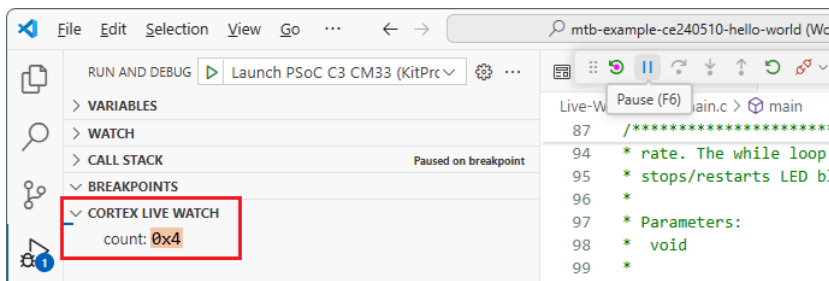 File Edit Selection View Go ··· mtb-example-ce240510-hello-world (Wo
RUN AND DEBUG Launch PSoC C3 CM33 (KitPrc ···
Pause (F6)
VARIABLES
WATCH
CALL STACK Paused on breakpoint
BREAKPOINTS
CORTEX LIVE WATCH
count: 0x4
1
Live-W main.c > main
87 /***********************
94 * rate. The while loop
95 * stops/restarts LED bl
96 *
97 * Parameters:
98 * void
99 *